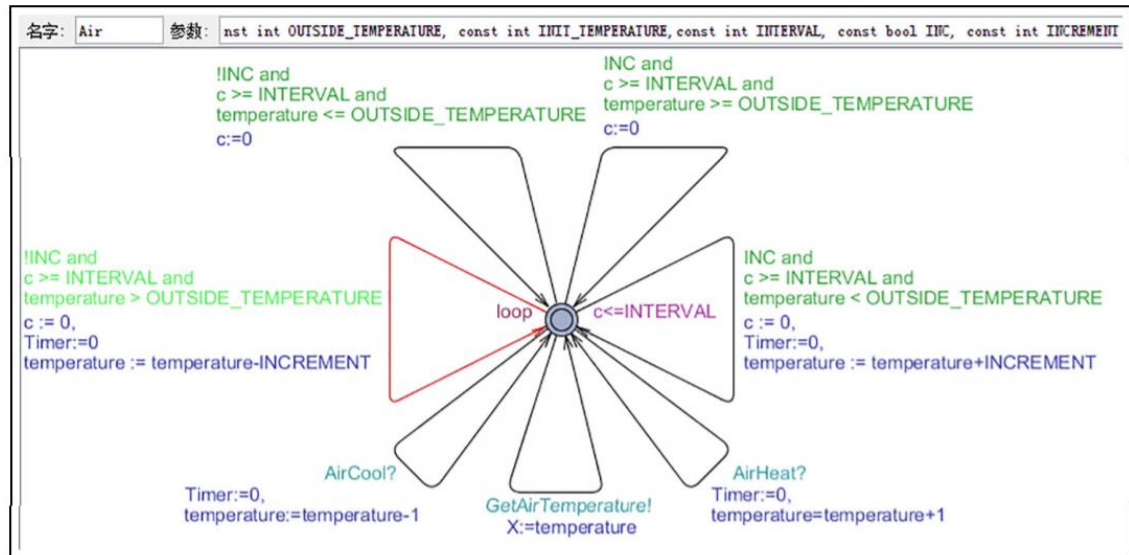 名字: Air 参数: nst int OUTSIDE_TEMPERATURE, const int INIT_TEMPERATURE,const int INTERVAL, const bool INC, const int INCREMENT
!INC and
c >= INTERVAL and
temperature <= OUTSIDE_TEMPERATURE
c:=0
INC and
c >= INTERVAL and
temperature >= OUTSIDE_TEMPERATURE
c:=0
!INC and
c >= INTERVAL and
temperature > OUTSIDE_TEMPERATURE
c := 0,
Timer:=0
temperature := temperature-INCREMENT
loop
c<=INTERVAL
INC and
c >= INTERVAL and
temperature < OUTSIDE_TEMPERATURE
c := 0,
Timer:=0,
temperature := temperature+INCREMENT
AirCool?
Timer:=0,
temperature:=temperature-1
GetAirTemperature!
X:=temperature
AirHeat?
Timer:=0,
temperature=temperature+1